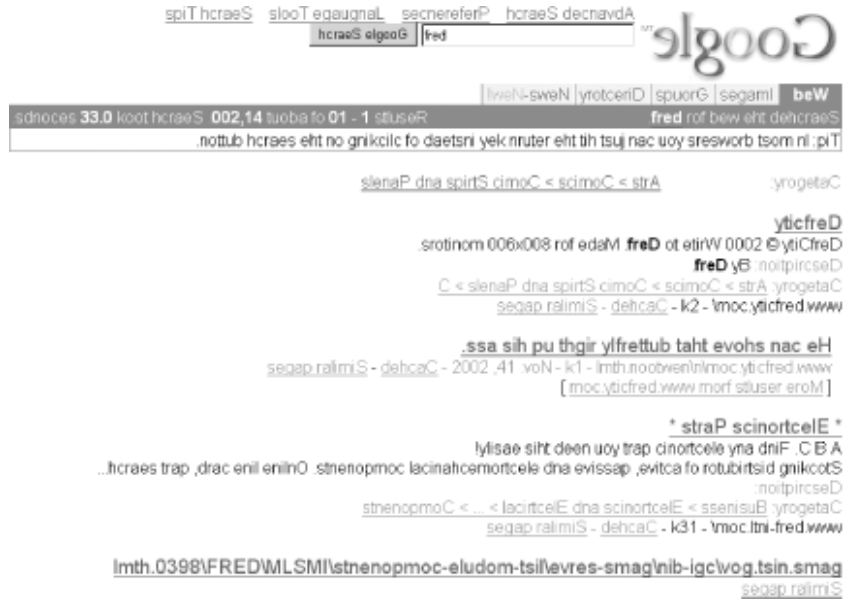 spiT hcraeS   slooT egaugnaL   secnereferP   hcraeS decnavdA
hcraeS elgooG fred
elgooG
!weN-sweN yrotceriD spuorG segamI beW
sdnoces 33.0 koot hcraeS .002,14 tuoba fo 01 - 1 stluseR fred rof bew eht dehcraeS
.nottub hcraes eht no gnikcilc fo daetsni yek nruter eht tih tsuj nac uoy sresworb tsom nI :piT
slenaP dna spirtS cimoC < scimoC < strA :yrogetaC
yticferD
.srotinom 006x008 rof edaM .derF ot etirW 0002 © ytiCferD
.derF yB :noitpircseD
C < slenaP dna spirtS cimoC < scimoC < strA :yrogetaC
segap ralimiS - dehcaC - k2 - \moc.yticfred.www
.ssa sih pu thgir ylfrettub taht evohs nac eH
segap ralimiS - dehcaC - 2002 ,41 .voN - k1 - lmth.noobwen\n\moc.yticfred.www
[ moc.yticfred.www morf stluser eroM ]
* straP scinortcelE *
!ylisae siht deen uoy trap cinortcele yna dniF .C B A
...hcraes trap ,drac enil enilnO .stnenopmoc lacinahcemortcele dna evissap ,evitca fo rotubirtsid gnikcotS
:noitpircseD
stnenopmoC < ... < lacirtcelE dna scinortcelE < ssenisuB :yrogetaC
segap ralimiS - dehcaC - k31 - \moc.ltni-fred.www
lmth.0398\FRED\MLSMI\stnenopmoc-eludom-tsil\evres-smag\nib-igc\vog.tsin.smag
segap ralimiS